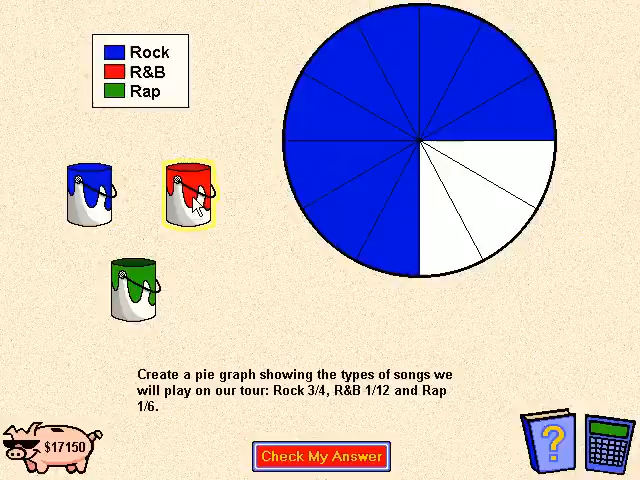 Rock
R&B
Rap
Create a pie graph showing the types of songs we
will play on our tour: Rock 3/4, R&B 1/12 and Rap
1/6.
$17150
Check My Answer
?